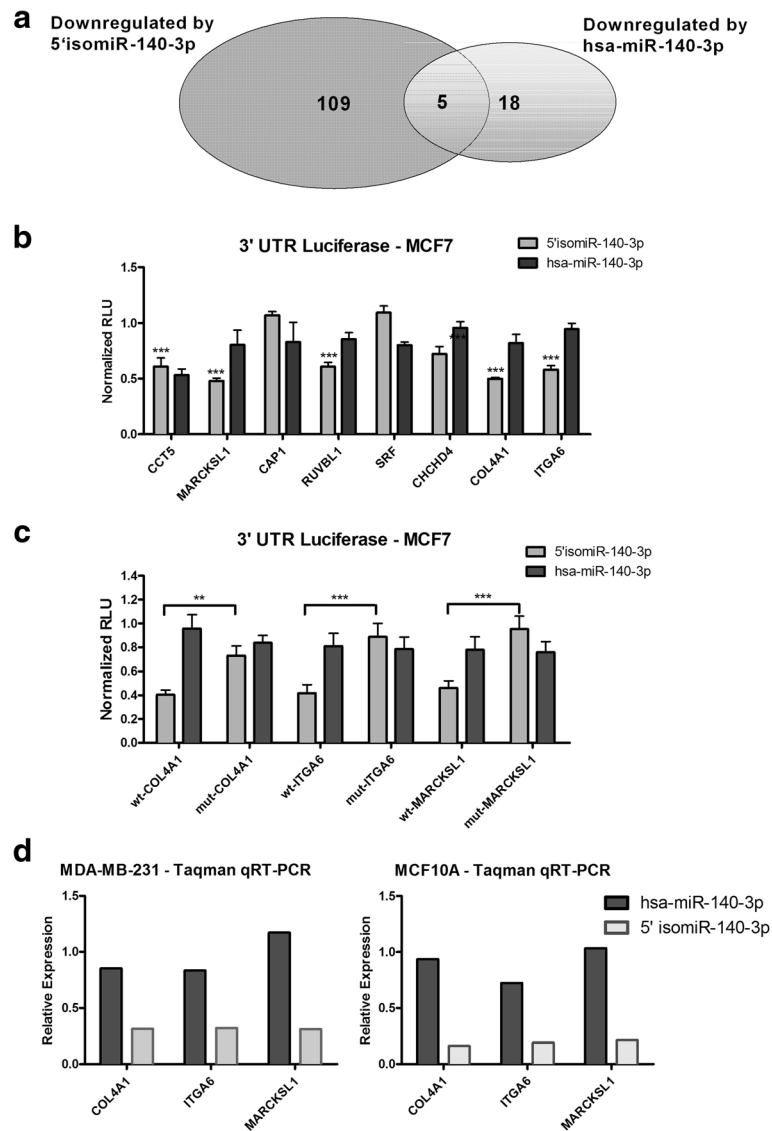 a
Downregulated by
5‘isomiR-140-3p
Downregulated by
hsa-miR-140-3p
109
5
18
b
3' UTR Luciferase - MCF7
5'isomiR-140-3p
hsa-miR-140-3p
Normalized RLU
1.5
1.0
0.5
0.0
***
***
***
***
***
***
CCT5
MARCKSL1
CAP1
RUVBL1
SRF
CHCHD4
COL4A1
ITGA6
c
3' UTR Luciferase - MCF7
5'isomiR-140-3p
hsa-miR-140-3p
Normalized RLU
1.4
1.2
1.0
0.8
0.6
0.4
0.2
0.0
**
***
***
wt-COL4A1
mut-COL4A1
wt-ITGA6
mut-ITGA6
wt-MARCKSL1
mut-MARCKSL1
d
MDA-MB-231 - Taqman qRT-PCR
Relative Expression
1.5
1.0
0.5
0.0
COL4A1
ITGA6
MARCKSL1
MCF10A - Taqman qRT-PCR
hsa-miR-140-3p
5' isomiR-140-3p
Relative Expression
1.5
1.0
0.5
0.0
COL4A1
ITGA6
MARCKSL1